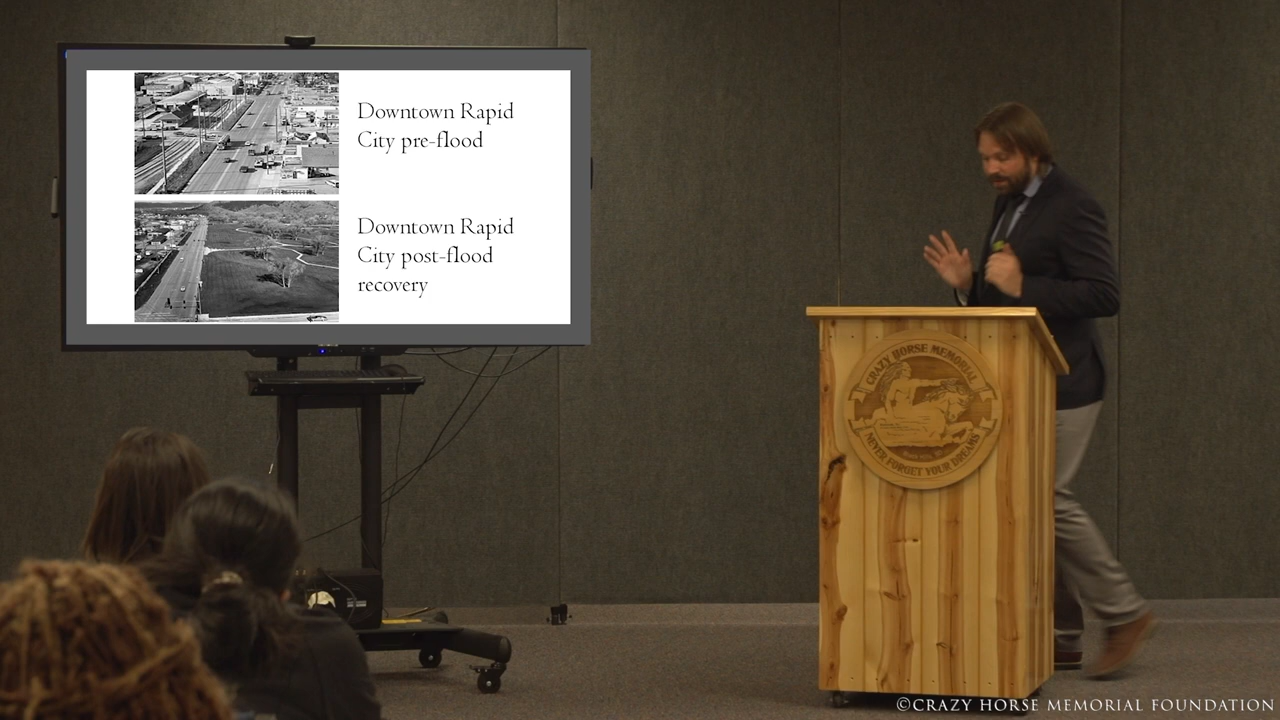 Downtown Rapid
City pre-flood
Downtown Rapid
City post-flood
recovery
CRAZY HORSE MEMORIAL
NEVER FORGET YOUR DREAMS
©CRAZY HORSE MEMORIAL FOUNDATION